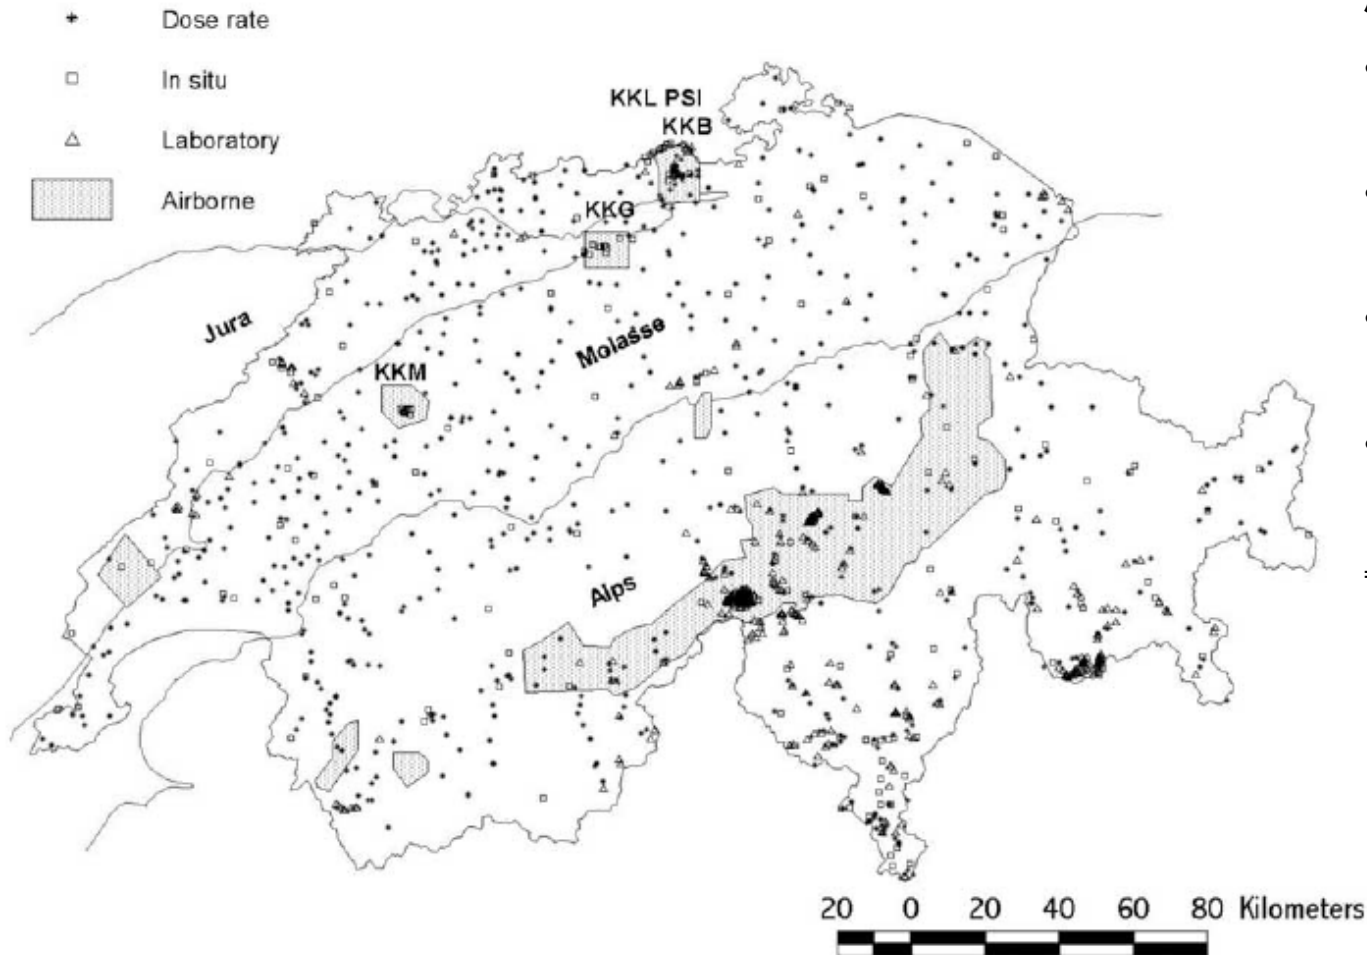 Dose rate
In situ
Laboratory
Airborne
KKL PSI
KKB
KKG
Jura
Molasse
KKM
Alps
20 0 20 40 60 80 Kilometers